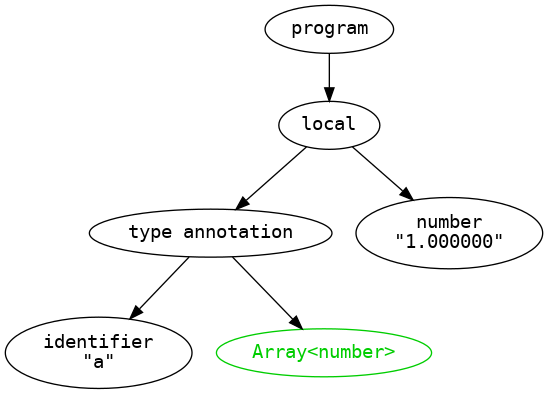 program
local
type annotation
number
"1.000000"
identifier
"a"
Array<number>